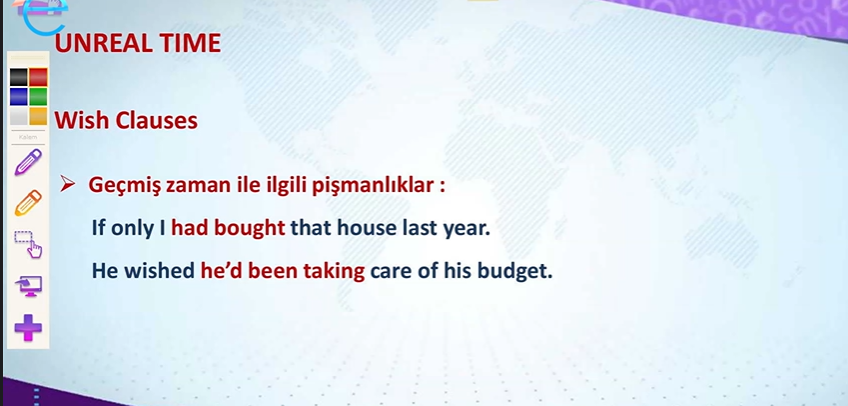 UNREAL TIME
Wish Clauses
Geçmiş zaman ile ilgili pişmanlıklar :
If only I had bought that house last year.
He wished he’d been taking care of his budget.